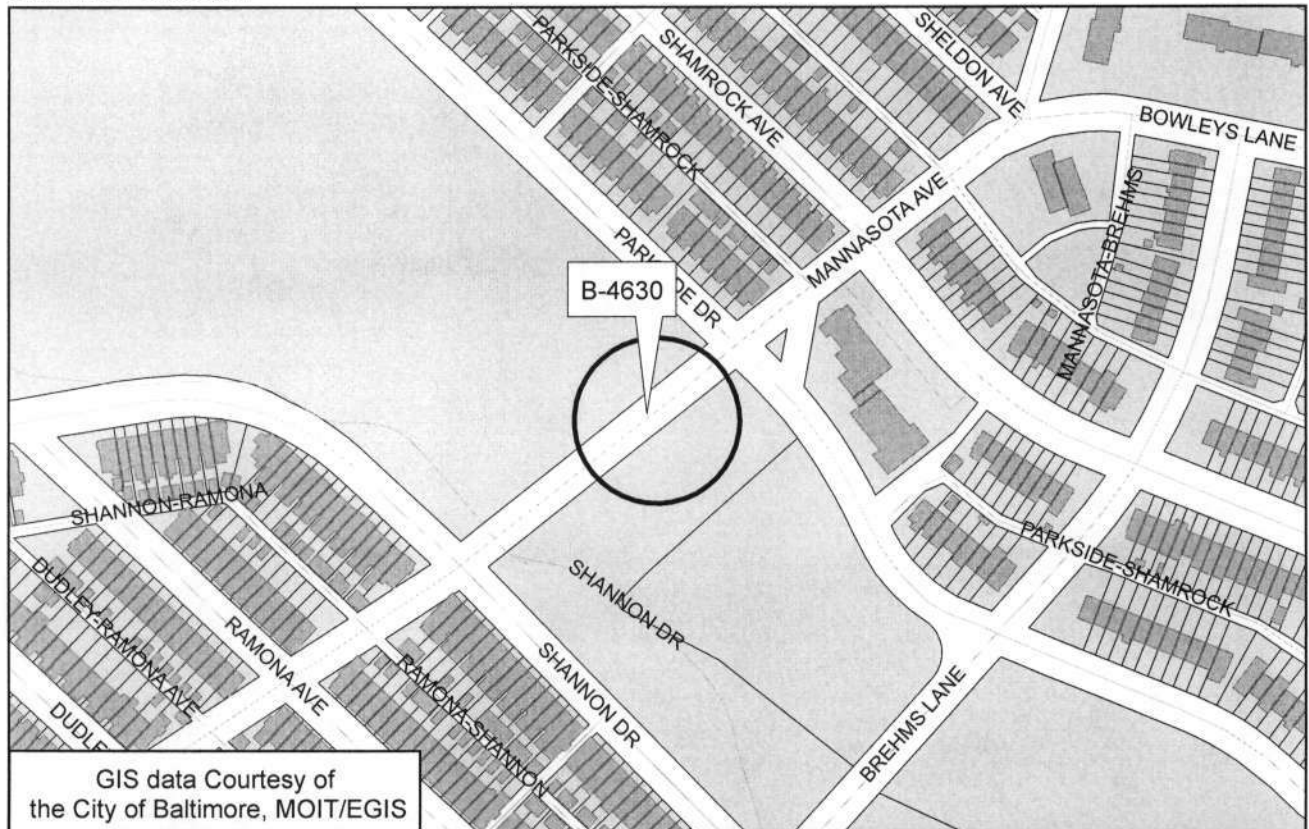 PARKSIDE-SHAMROCK
SHAMROCK AVE
SHELDON AVE
BOWLEYS LANE
MANNASOTA AVE
MANNASOTA-BREHMS
DR
B-4630
SHANNON-RAMONA
DUDLEY-RAMONA AVE
RAMONA AVE
RAMONA-SHANNON
SHANNON DR
SHANNON DR
PARKSIDE-SHAMROCK
BREHMS LANE
GIS data Courtesy of
the City of Baltimore, MOIT/EGIS